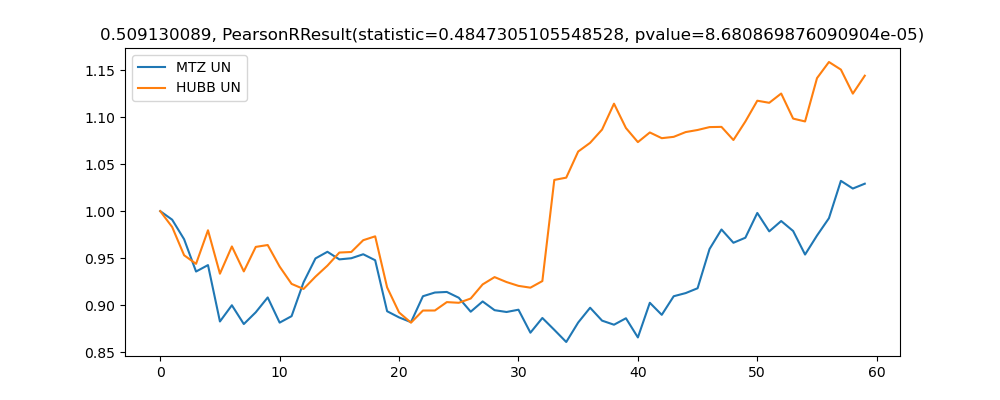 0.509130089, PearsonRResult(statistic=0.4847305105548528, pvalue=8.680869876090904e-05)
MTZ UN
HUBB UN
1.15
1.10
1.05
1.00
0.95
0.90
0.85
0 10 20 30 40 50 60